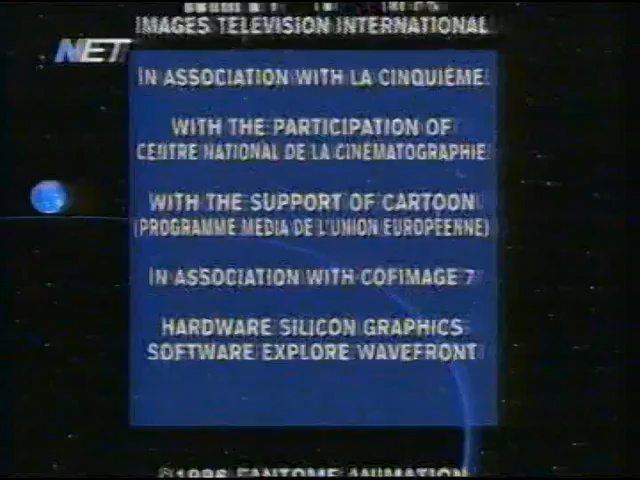 IMAGES TELEVISION INTERNATIONAL
NET
IN ASSOCIATION WITH LA CINQUIÈME
WITH THE PARTICIPATION OF
CENTRE NATIONAL DE LA CINÉMATOGRAPHIE
WITH THE SUPPORT OF CARTOON
(PROGRAMME MEDIA DE L'UNION EUROPÉENNE)
IN ASSOCIATION WITH COFIMAGE 7
HARDWARE SILICON GRAPHICS
SOFTWARE EXPLORE WAVEFRONT
©1996 FANTOME ANIMATION